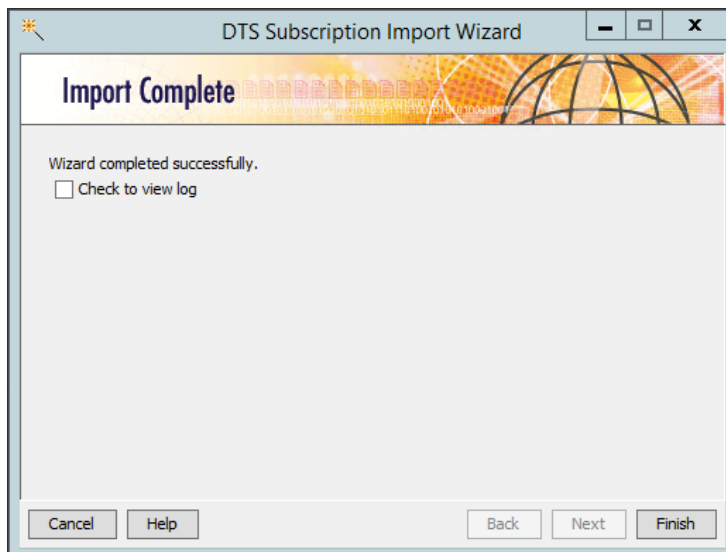 DTS Subscription Import Wizard
Import Complete
Wizard completed successfully.
Check to view log
Cancel Help Back Next Finish